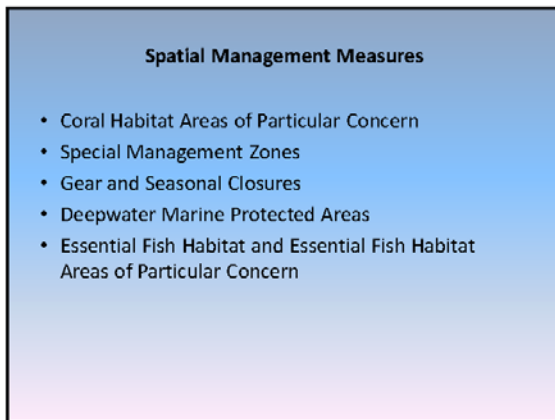 Spatial Management Measures
• Coral Habitat Areas of Particular Concern
• Special Management Zones
• Gear and Seasonal Closures
• Deepwater Marine Protected Areas
• Essential Fish Habitat and Essential Fish Habitat
Areas of Particular Concern